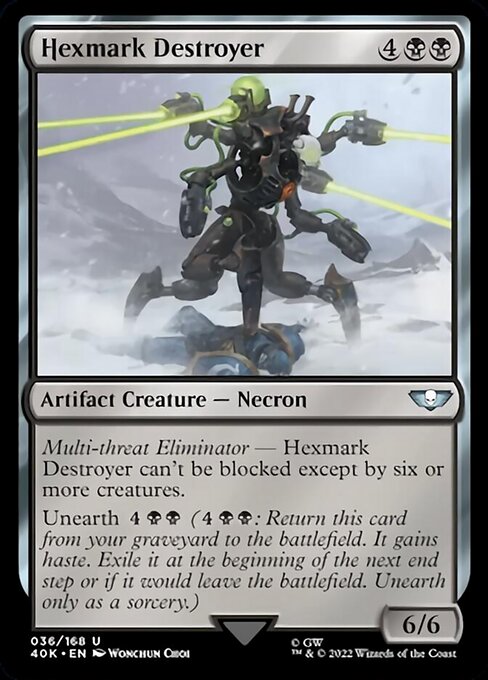 Hexmark Destroyer 4
Artifact Creature — Necron
Multi-threat Eliminator — Hexmark
Destroyer can't be blocked except by six or
more creatures.
Unearth 4 (4: Return this card
from your graveyard to the battlefield. It gains
haste. Exile it at the beginning of the next end
step or if it would leave the battlefield. Unearth
only as a sorcery.)
6/6
036/168 U
40K • EN Wonchun Choi
© GW
™ & © 2022 Wizards of the Coast